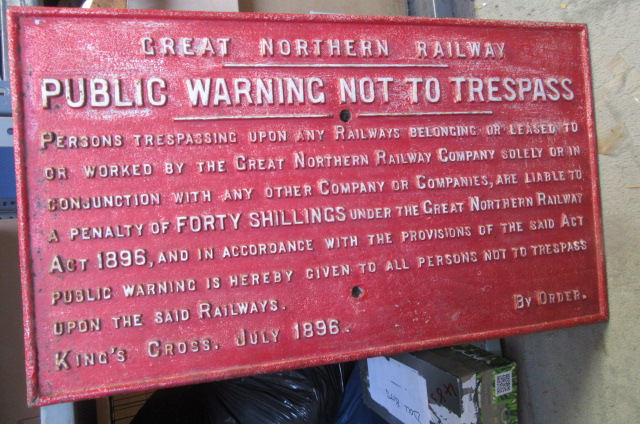 GREAT NORTHERN RAILWAY
PUBLIC WARNING NOT TO TRESPASS
PERSONS TRESPASSING UPON ANY RAILWAYS BELONGING OR LEASED TO
OR WORKED BY THE GREAT NORTHERN RAILWAY COMPANY SOLELY OR IN
CONJUNCTION WITH ANY OTHER COMPANY OR COMPANIES, ARE LIABLE TO
A PENALTY OF FORTY SHILLINGS UNDER THE GREAT NORTHERN RAILWAY
ACT 1896, AND IN ACCORDANCE WITH THE PROVISIONS OF THE SAID ACT
PUBLIC WARNING IS HEREBY GIVEN TO ALL PERSONS NOT TO TRESPASS
UPON THE SAID RAILWAYS.
BY ORDER.
KING'S CROSS. JULY 1896.